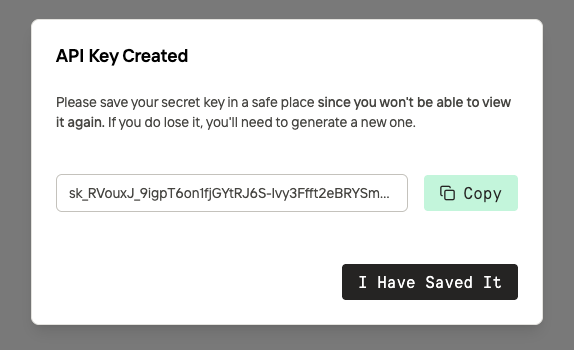 API Key Created
Please save your secret key in a safe place since you won't be able to view
it again. If you do lose it, you'll need to generate a new one.
sk_RVouxJ_9igpT6on1fjGYtRJ6S-Ivy3Ffft2eBRYSm...
Copy
I Have Saved It